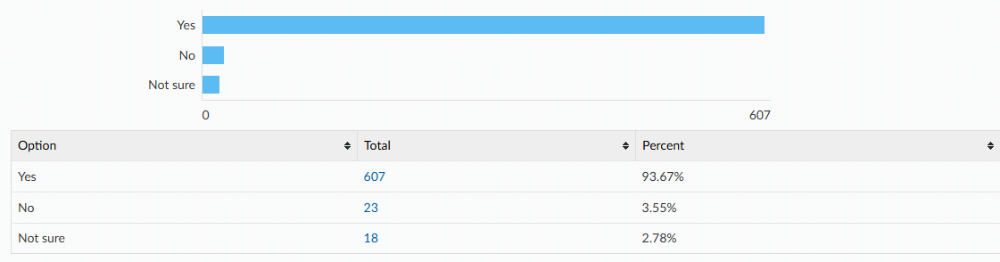 Yes
No
Not sure
0 607
Option Total Percent
Yes 607 93.67%
No 23 3.55%
Not sure 18 2.78%